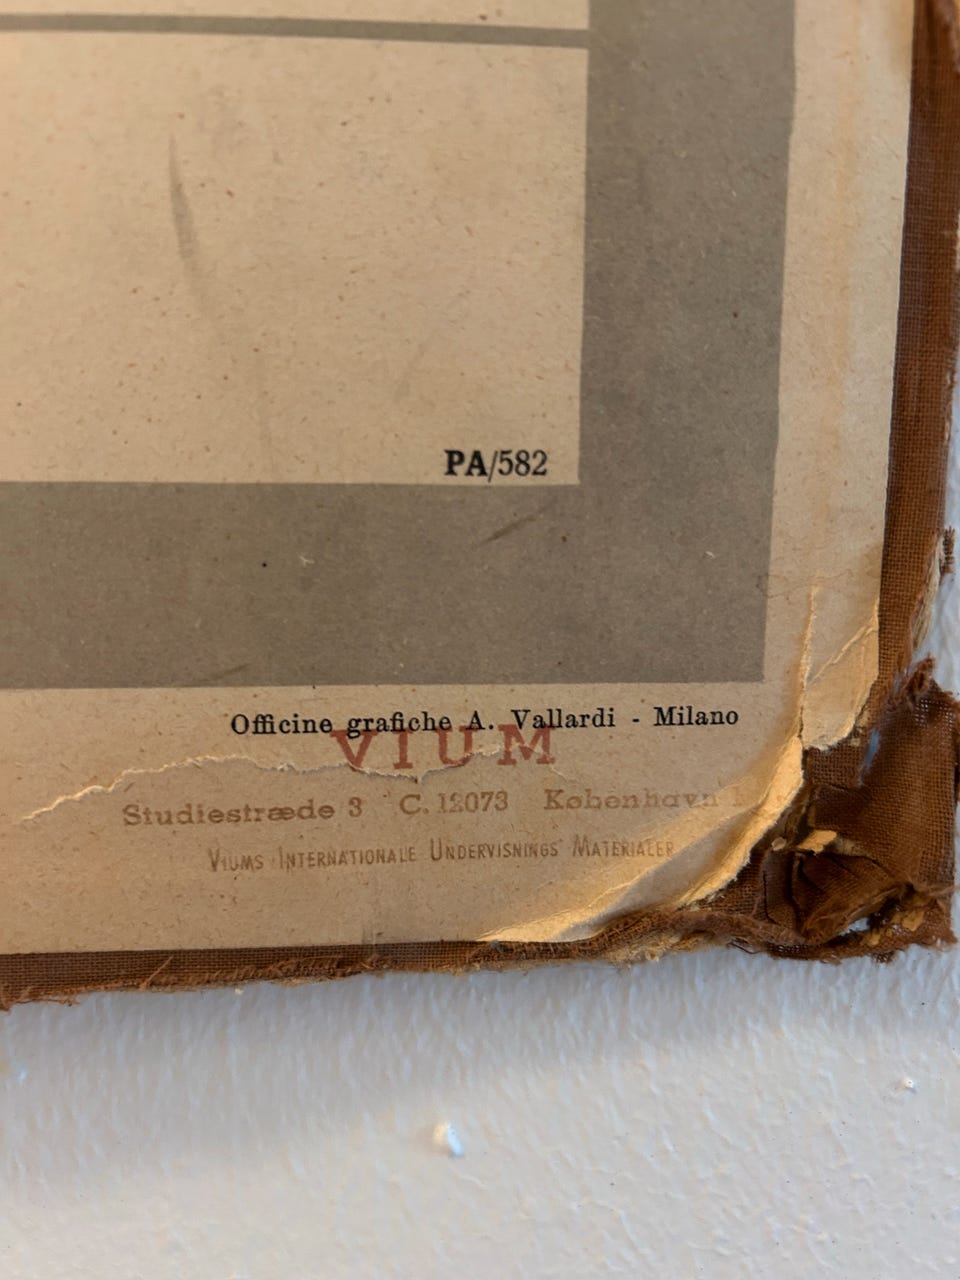 PA/582
Officine grafiche A. Vallardi - Milano
VIUM
Studiestræde 3 C. 12073 København
VIUMS INTERNATIONALE UNDERVISNINGS MATERIALER